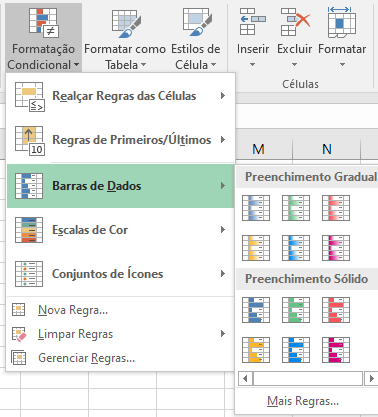 Formatação
Condicional
Formatar como
Tabela
Estilos de
Célula
Inserir
Excluir
Formatar
Células
Realçar Regras das Células
Regras de Primeiros/Últimos
10
Barras de Dados
Escalas de Cor
Conjuntos de Ícones
Nova Regra...
Limpar Regras
Gerenciar Regras...
M
N
Preenchimento Gradual
Preenchimento Sólido
Mais Regras...